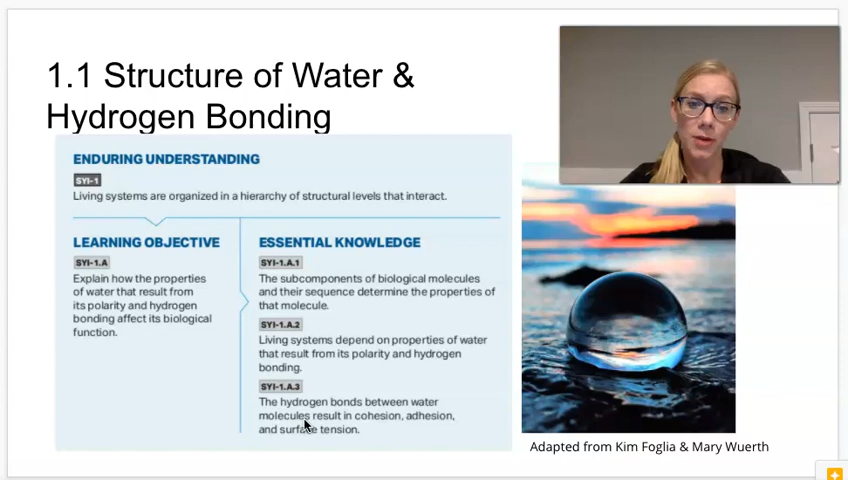 1.1 Structure of Water &
Hydrogen Bonding
ENDURING UNDERSTANDING
SYI-1
Living systems are organized in a hierarchy of structural levels that interact.
LEARNING OBJECTIVE
SYI-1.A
Explain how the properties
of water that result from
its polarity and hydrogen
bonding affect its biological
function.
ESSENTIAL KNOWLEDGE
SYI-1.A.1
The subcomponents of biological molecules
and their sequence determine the properties of
that molecule.
SYI-1.A.2
Living systems depend on properties of water
that result from its polarity and hydrogen
bonding.
SYI-1.A.3
The hydrogen bonds between water
molecules result in cohesion, adhesion,
and surface tension.
Adapted from Kim Foglia & Mary Wuerth